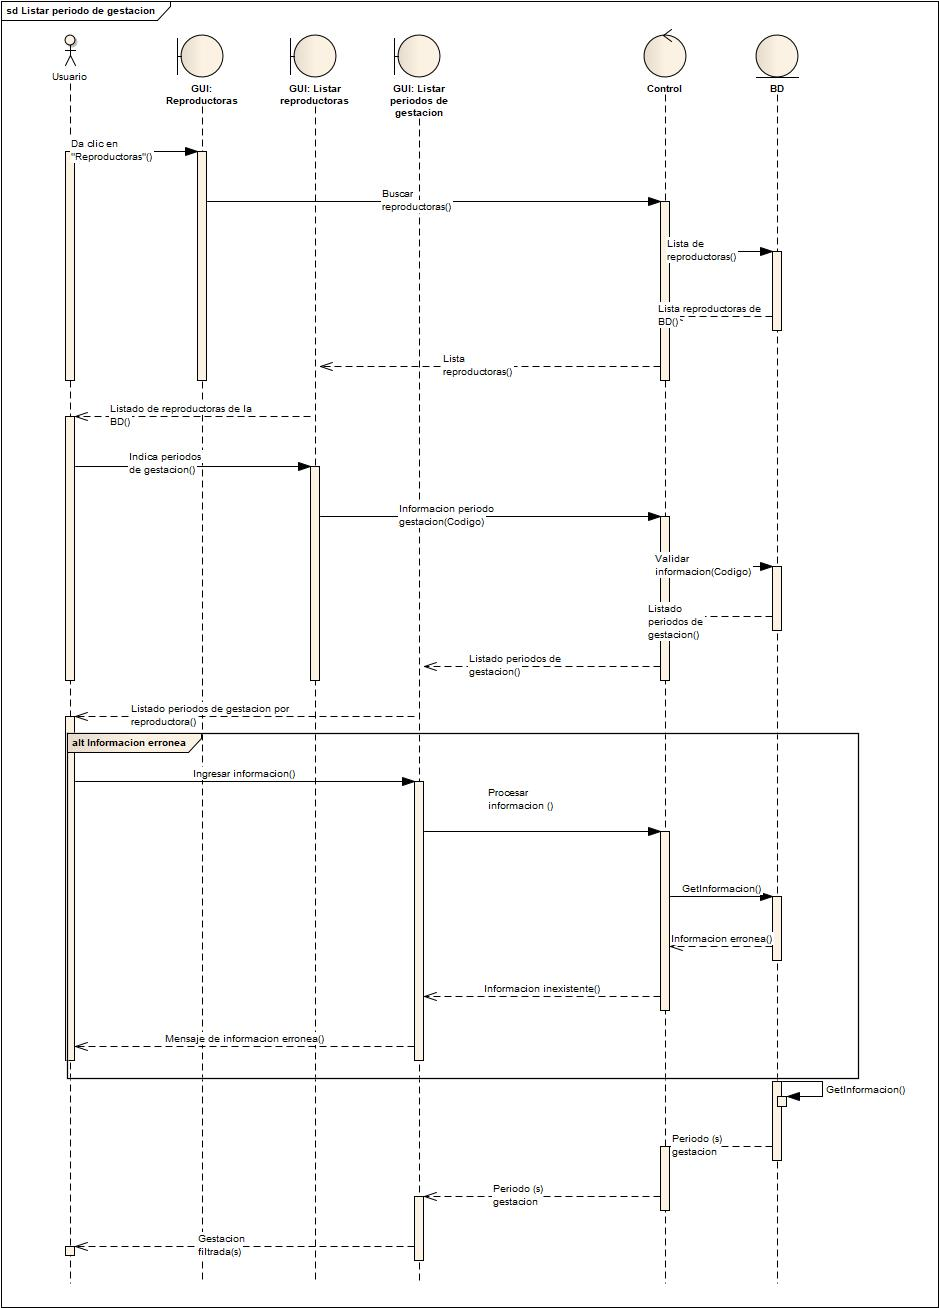 sd Listar periodo de gestacion
Usuario
GUI:
Reproductoras
GUI: Listar
reproductoras
GUI: Listar
periodos de
gestacion
Control
BD
Da clic en
"Reproductoras"()
Buscar
reproductoras()
Lista de
reproductoras()
Lista reproductoras de
BD()
Lista
reproductoras()
Listado de reproductoras de la
BD()
Indica periodos
de gestacion()
Informacion periodo
gestacion(Codigo)
Validar
informacion(Codigo)
Listado
periodos de
gestacion()
Listado periodos de
gestacion()
Listado periodos de gestacion por
reproductora()
alt Informacion erronea
Ingresar informacion()
Procesar
informacion ()
GetInformacion()
Informacion erronea()
Informacion inexistente()
Mensaje de informacion erronea()
GetInformacion()
Periodo (s)
gestacion
Periodo (s)
gestacion
Gestacion
filtrada(s)